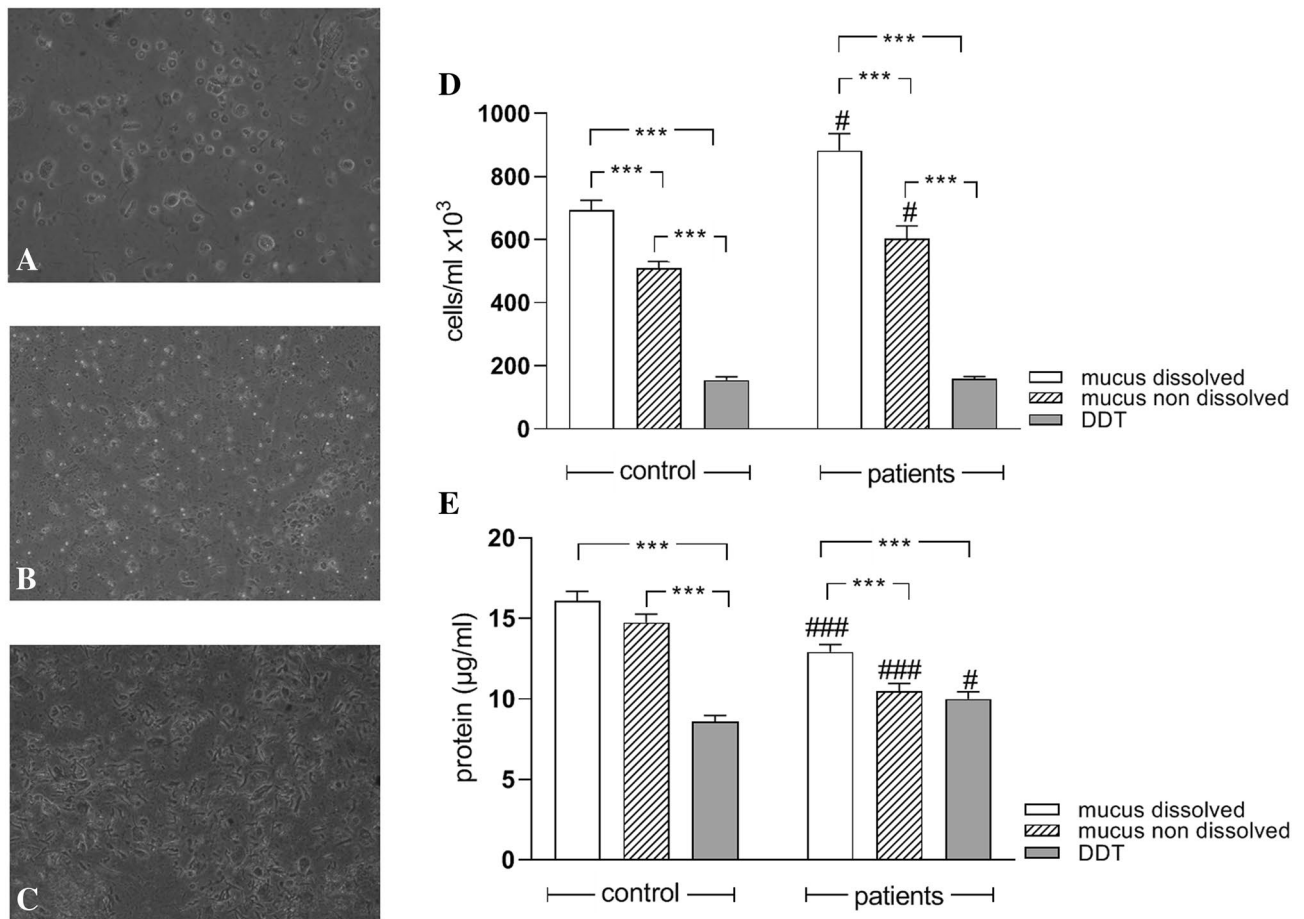 A
B
C
D
cells/ml x10³
1000
800
600
400
200
0
***
***
***
***
***
***
#
#
control
patients
mucus dissolved
mucus non dissolved
DDT
E
protein (µg/ml)
20
15
10
5
0
***
***
***
***
###
###
#
control
patients
mucus dissolved
mucus non dissolved
DDT